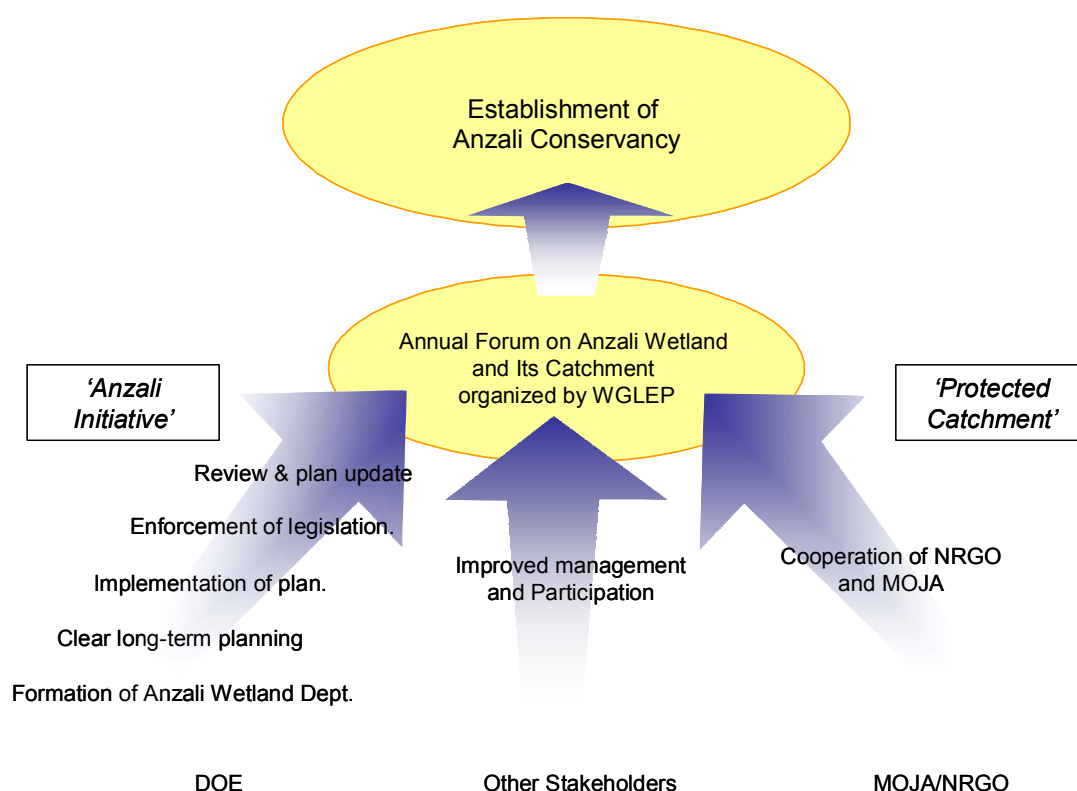 Establishment of
Anzali Conservancy
Annual Forum on Anzali Wetland
and Its Catchment
organized by WGLEP
‘Anzali
Initiative’
‘Protected
Catchment’
Review & plan update
Enforcement of legislation.
Implementation of plan.
Clear long-term planning
Formation of Anzali Wetland Dept.
Improved management
and Participation
Cooperation of NRGO
and MOJA
DOE
Other Stakeholders
MOJA/NRGO